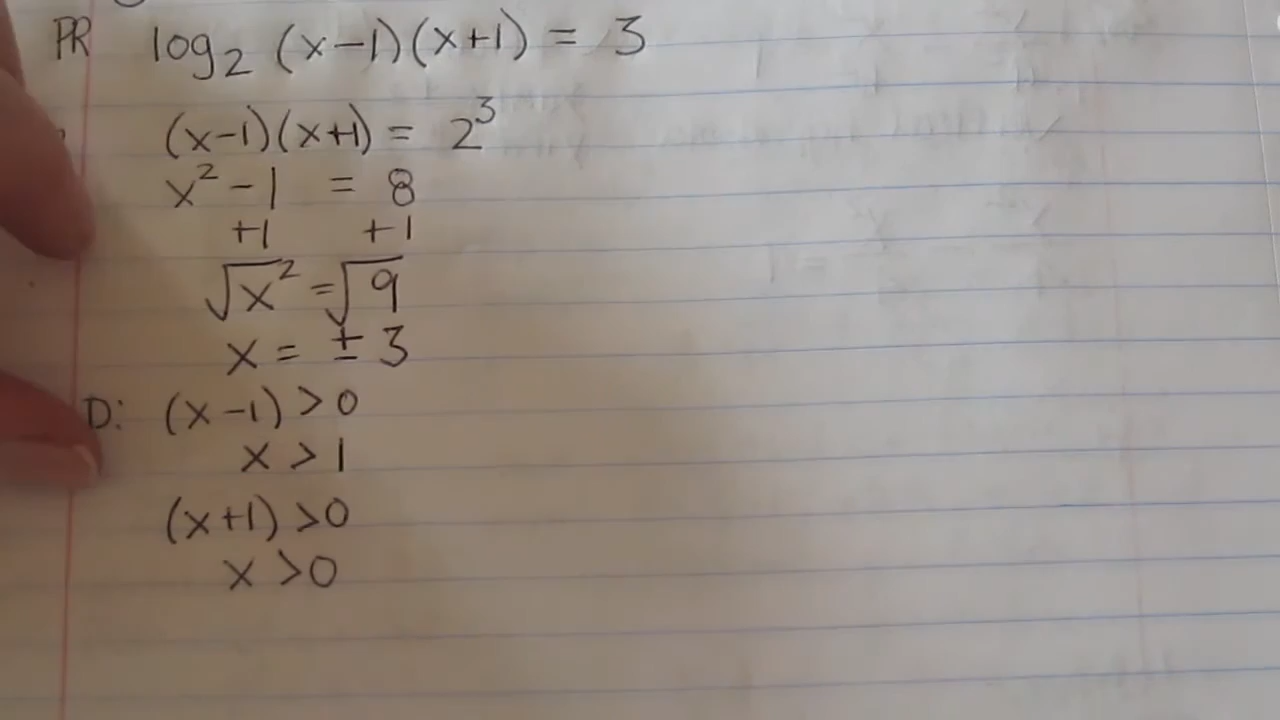 PR log₂ (x-1)(x+1) = 3
(x-1)(x+1) = 2³
x² - 1 = 8
+1 +1
√x² = √9
x = ± 3
D: (x-1) > 0
x > 1
(x+1) > 0
x > 0